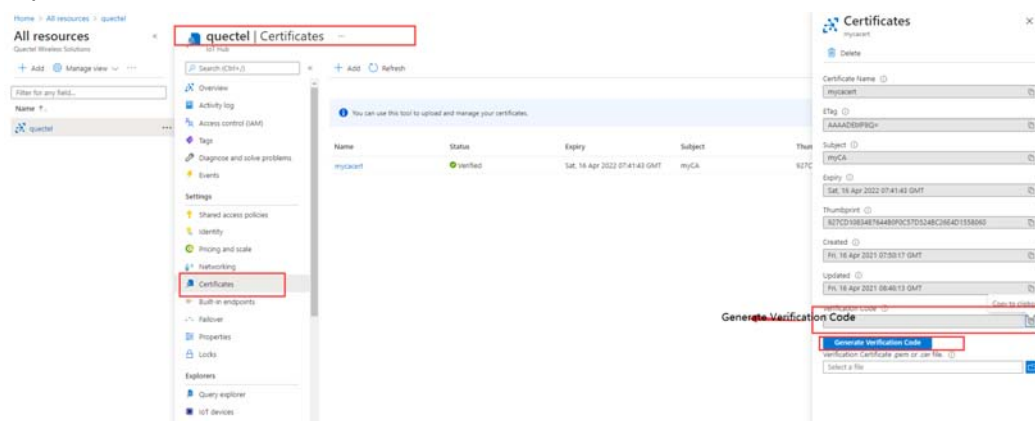 Home > All resources > quectel
All resources
Quectel Wireless Solutions
+ Add Manage view
Filter for any field...
Name ↑
quectel
quectel | Certificates
IoT Hub
Search (Ctrl+/)
Overview
Activity log
Access control (IAM)
Tags
Diagnose and solve problems
Events
Settings
Shared access policies
Identity
Pricing and scale
Networking
Certificates
Built-in endpoints
Failover
Properties
Locks
Explorers
Query explorer
IoT devices
+ Add Refresh
You can use this tool to upload and manage your certificates.
Name Status Expiry Subject
mycacert Verified Sat, 16 Apr 2022 07:41:43 GMT myCA
Generate Verification Code
Certificates
mycacert
Delete
Certificate Name
mycacert
ETag
Subject
myCA
Expiry
Sat, 16 Apr 2022 07:41:43 GMT
Thumbprint
Created
Fri, 16 Apr 2021 07:50:17 GMT
Updated
Fri, 16 Apr 2021 08:46:13 GMT
Verification Code
Generate Verification Code
Verification Certificate .pem or .cer file.
Select a file